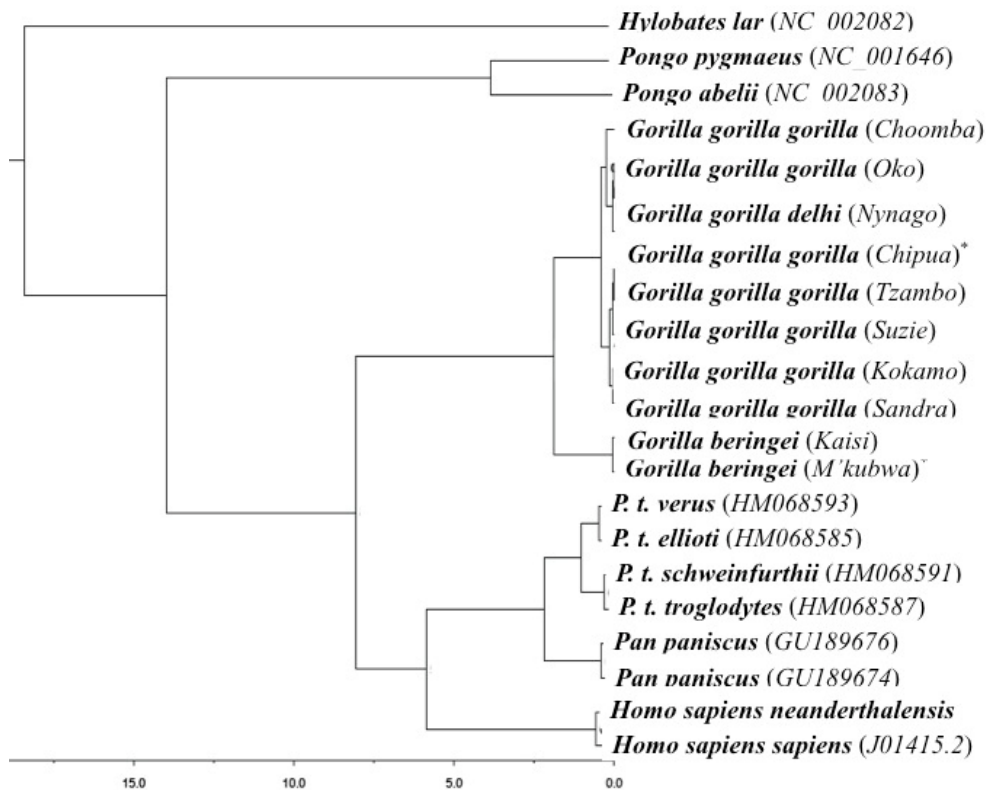 Hylobates lar (NC_002082)
Pongo pygmaeus (NC_001646)
Pongo abelii (NC_002083)
Gorilla gorilla gorilla (Choomba)
Gorilla gorilla gorilla (Oko)
Gorilla gorilla delhi (Nynago)
Gorilla gorilla gorilla (Chipua)*
Gorilla gorilla gorilla (Tzambo)
Gorilla gorilla gorilla (Suzie)
Gorilla gorilla gorilla (Kokamo)
Gorilla gorilla gorilla (Sandra)
Gorilla beringei (Kaisi)
Gorilla beringei (M'kubwa)*
P. t. verus (HM068593)
P. t. ellioti (HM068585)
P. t. schweinfurthii (HM068591)
P. t. troglodytes (HM068587)
Pan paniscus (GU189676)
Pan paniscus (GU189674)
Homo sapiens neanderthalensis
Homo sapiens sapiens (J01415.2)
15.0 10.0 5.0 0.0